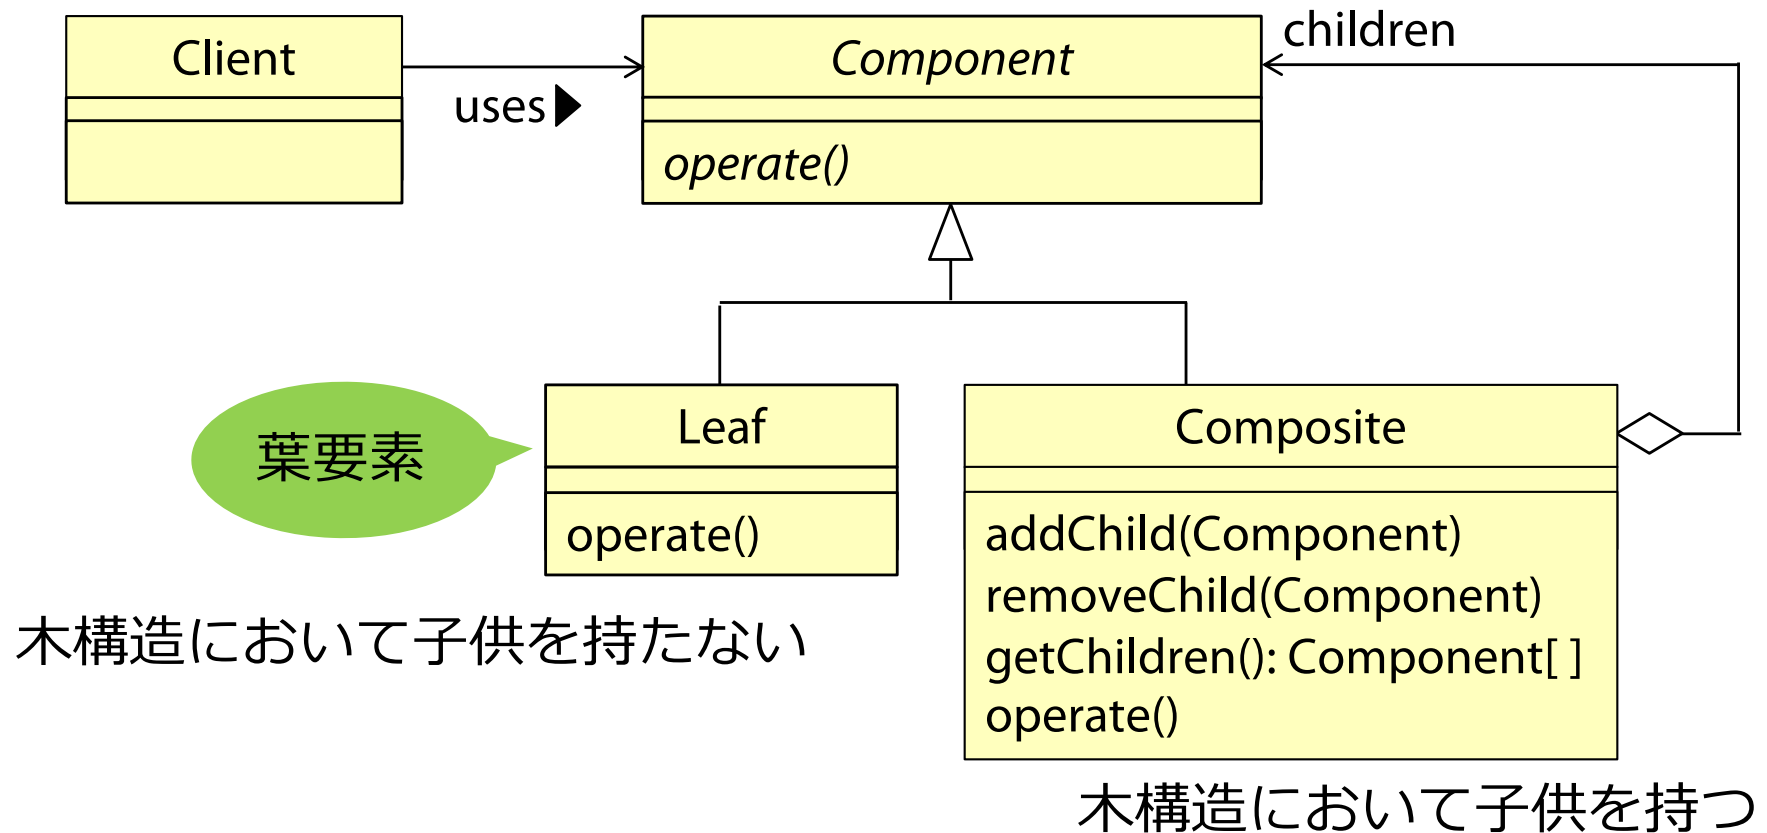 Client
uses
Component
operate()
children
葉要素
Leaf
operate()
木構造において子供を持たない
Composite
addChild(Component)
removeChild(Component)
getChildren(): Component[ ]
operate()
木構造において子供を持つ